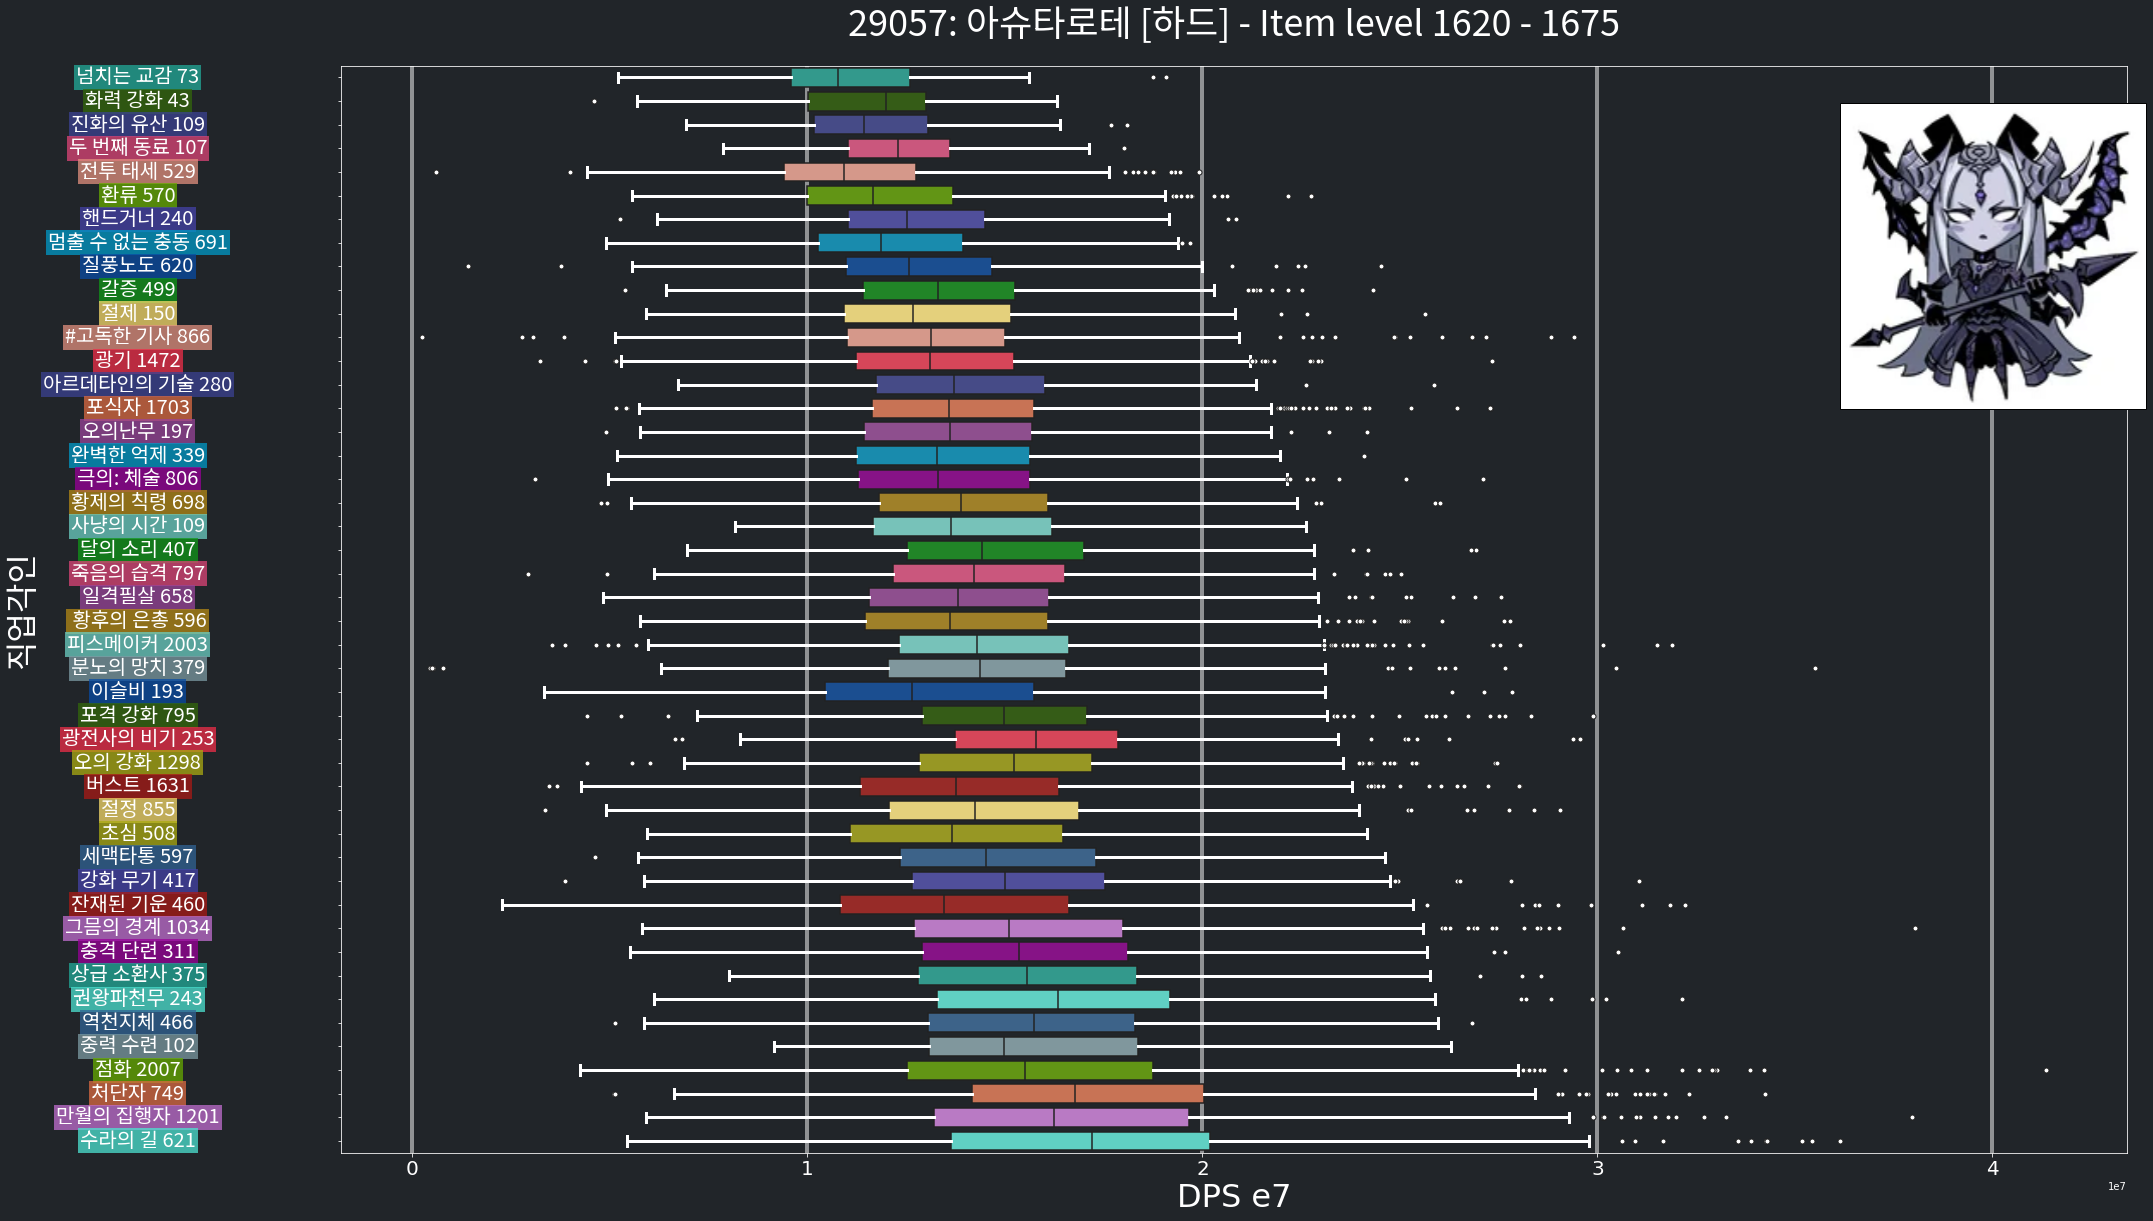 29057: 아슈타로테 [하드] - Item level 1620 - 1675
넘치는 교감 73
화력 강화 43
진화의 유산 109
두 번째 동료 107
전투 태세 529
환류 570
핸드거너 240
멈출 수 없는 충동 691
질풍노도 620
갈증 499
절제 150
#고독한 기사 866
광기 1472
아르데타인의 기술 280
포식자 1703
오의난무 197
완벽한 억제 339
극의: 체술 806
황제의 칙령 698
사냥의 시간 109
달의 소리 407
죽음의 습격 797
일격필살 658
황후의 은총 596
피스메이커 2003
분노의 망치 379
이슬비 193
포격 강화 795
광전사의 비기 253
오의 강화 1298
버스트 1631
절정 855
초심 508
세맥타통 597
강화 무기 417
잔재된 기운 460
그믐의 경계 1034
충격 단련 311
상급 소환사 375
권왕파천무 243
역천지체 466
중력 수련 102
점화 2007
처단자 749
만월의 집행자 1201
수라의 길 621
직업각인
0 1 2 3 4
DPS e7
1e7